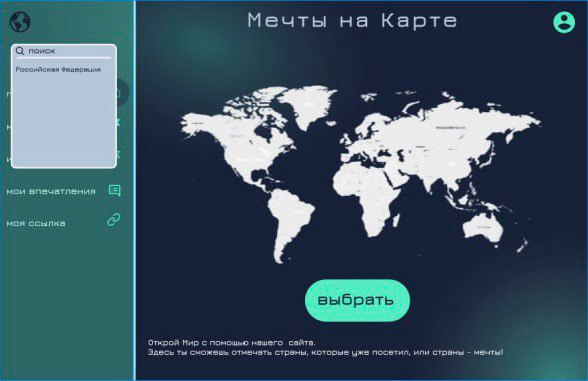 Мечты на Карте
поиск
Российская Федерация
мои впечатления
моя ссылка
выбрать
Открой Мир с помощью нашего сайта.
Здесь ты сможешь отмечать страны, которые уже посетил, или страны - мечты!